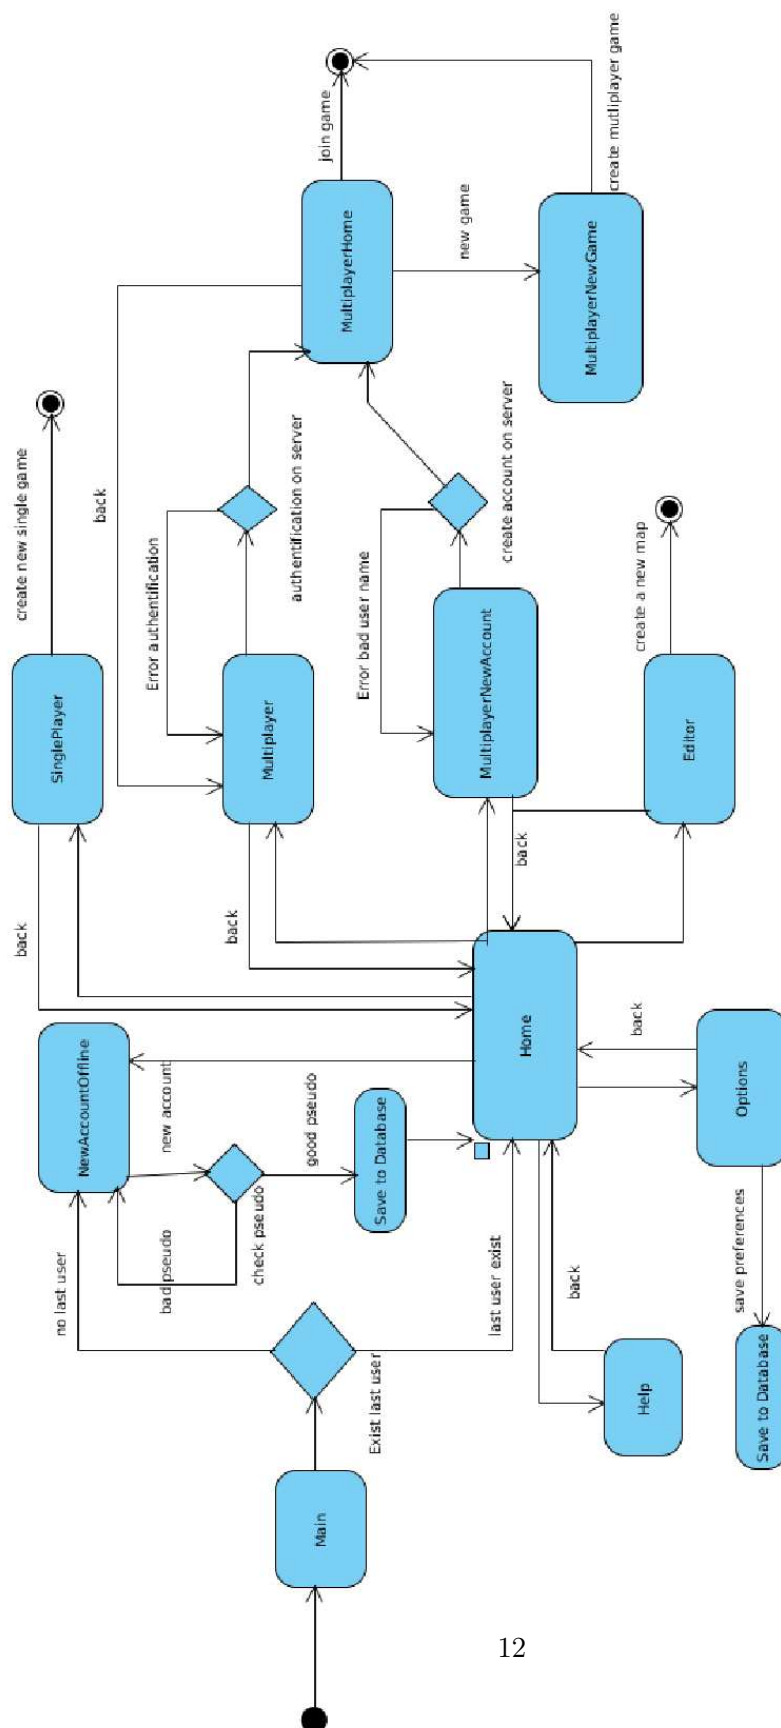 create mutliplayer game
join game
new game
MultiplayerHome
MultiplayerNewGame
back
create new single game
authentification on server
create account on server
Error authentification
Error bad user name
create a new map
SinglePlayer
Multiplayer
MultiplayerNewAccount
Editor
back
back
back
NewAccountOffline
Home
back
Options
new account
good pseudo
Save to Database
check pseudo
bad pseudo
no last user
last user exist
Exist last user
back
save preferences
Help
Save to Database
Main
12